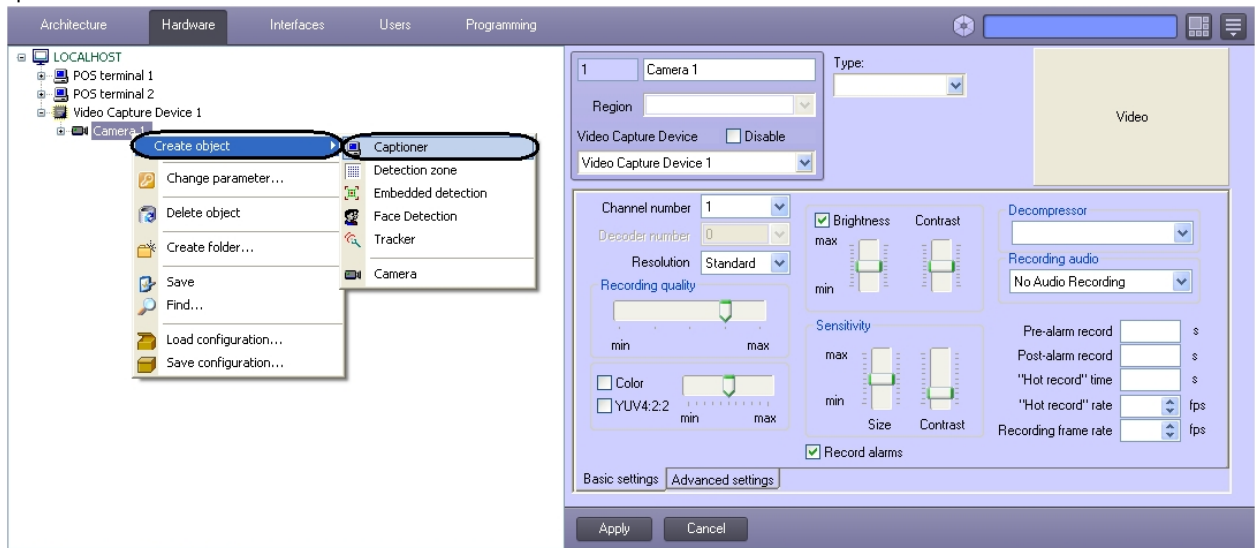 Architecture Hardware Interfaces Users Programming
LOCALHOST
POS terminal 1
POS terminal 2
Video Capture Device 1
Camera 1
Create object
Change parameter...
Delete object
Create folder...
Save
Find...
Load configuration...
Save configuration...
Captioner
Detection zone
Embedded detection
Face Detection
Tracker
Camera
1 Camera 1
Region
Video Capture Device Disable
Video Capture Device 1
Type:
Video
Channel number 1
Decoder number 0
Resolution Standard
Recording quality
min max
Color
YUV4:2:2
min max
Brightness Contrast
max
min
Sensitivity
max
min
Size Contrast
Record alarms
Decompressor
Recording audio
No Audio Recording
Pre-alarm record s
Post-alarm record s
"Hot record" time s
"Hot record" rate fps
Recording frame rate fps
Basic settings Advanced settings
Apply Cancel